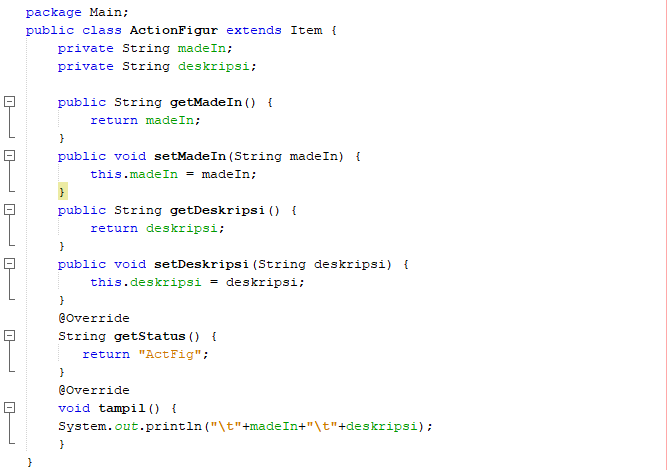 package Main;
public class ActionFigur extends Item {
    private String madeIn;
    private String deskripsi;

    public String getMadeIn() {
        return madeIn;
    }
    public void setMadeIn(String madeIn) {
        this.madeIn = madeIn;
    }
    public String getDeskripsi() {
        return deskripsi;
    }
    public void setDeskripsi(String deskripsi) {
        this.deskripsi = deskripsi;
    }
    @Override
    String getStatus() {
       return "ActFig";
    }
    @Override
    void tampil() {
    System.out.println("\t"+madeIn+"\t"+deskripsi);
    }
}